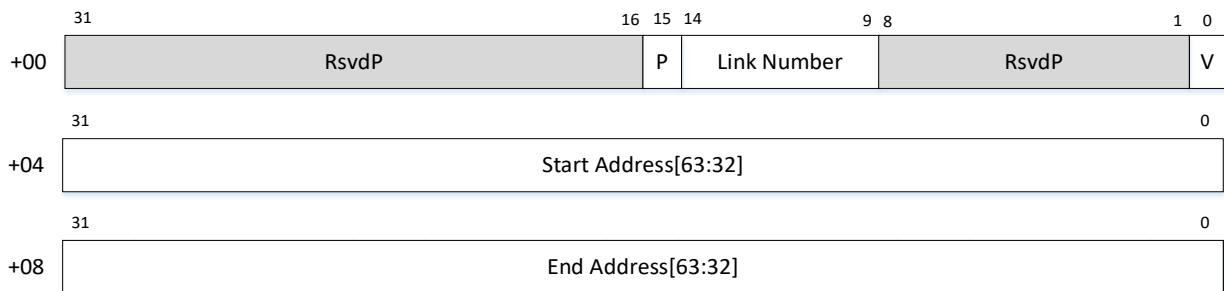 31 16 15 14 9 8 1 0
+00 RsvdP P Link Number RsvdP V
31 0
+04 Start Address[63:32]
31 0
+08 End Address[63:32]